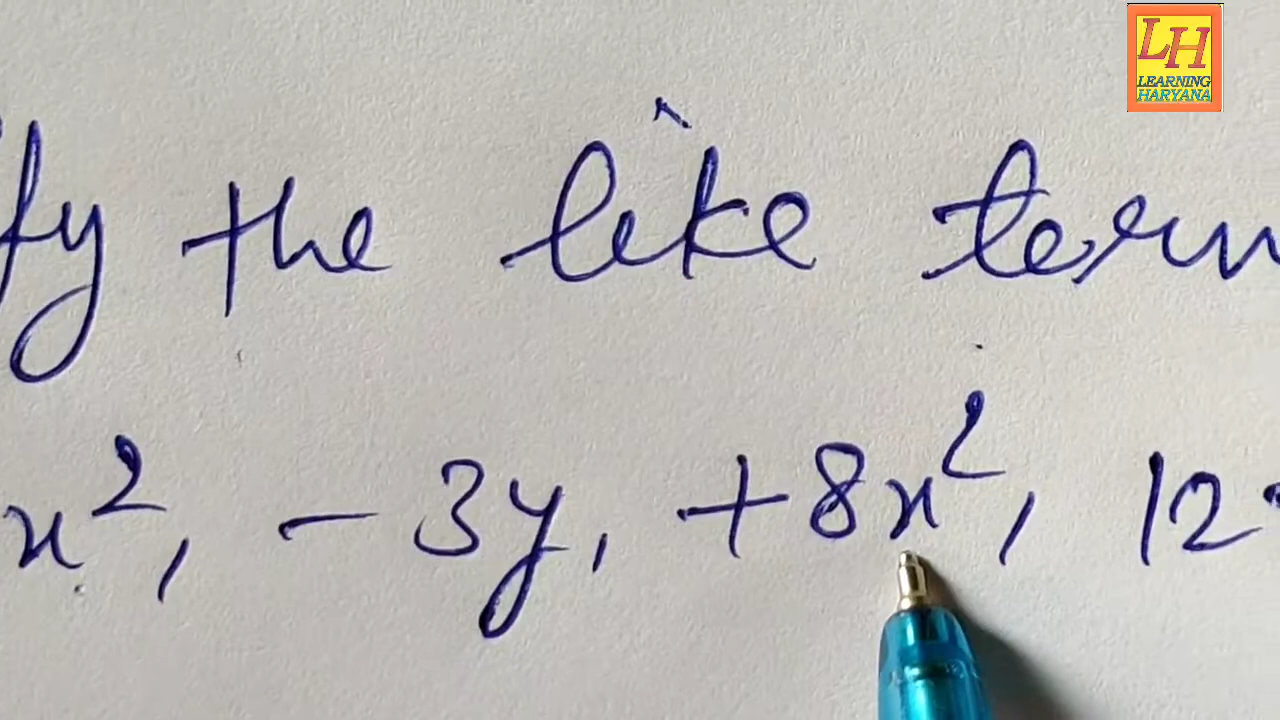 LH
LEARNING
HARYANA
fy the like term
x², - 3y, +8x², 12